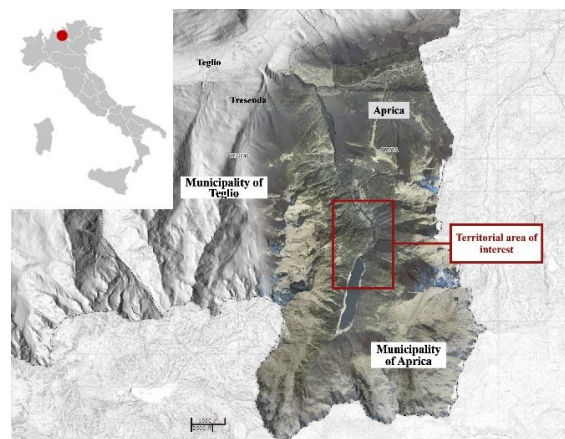 Teglio
Tresenda
Aprica
Municipality of
Teglio
Territorial area of
interest
Municipality
of Aprica